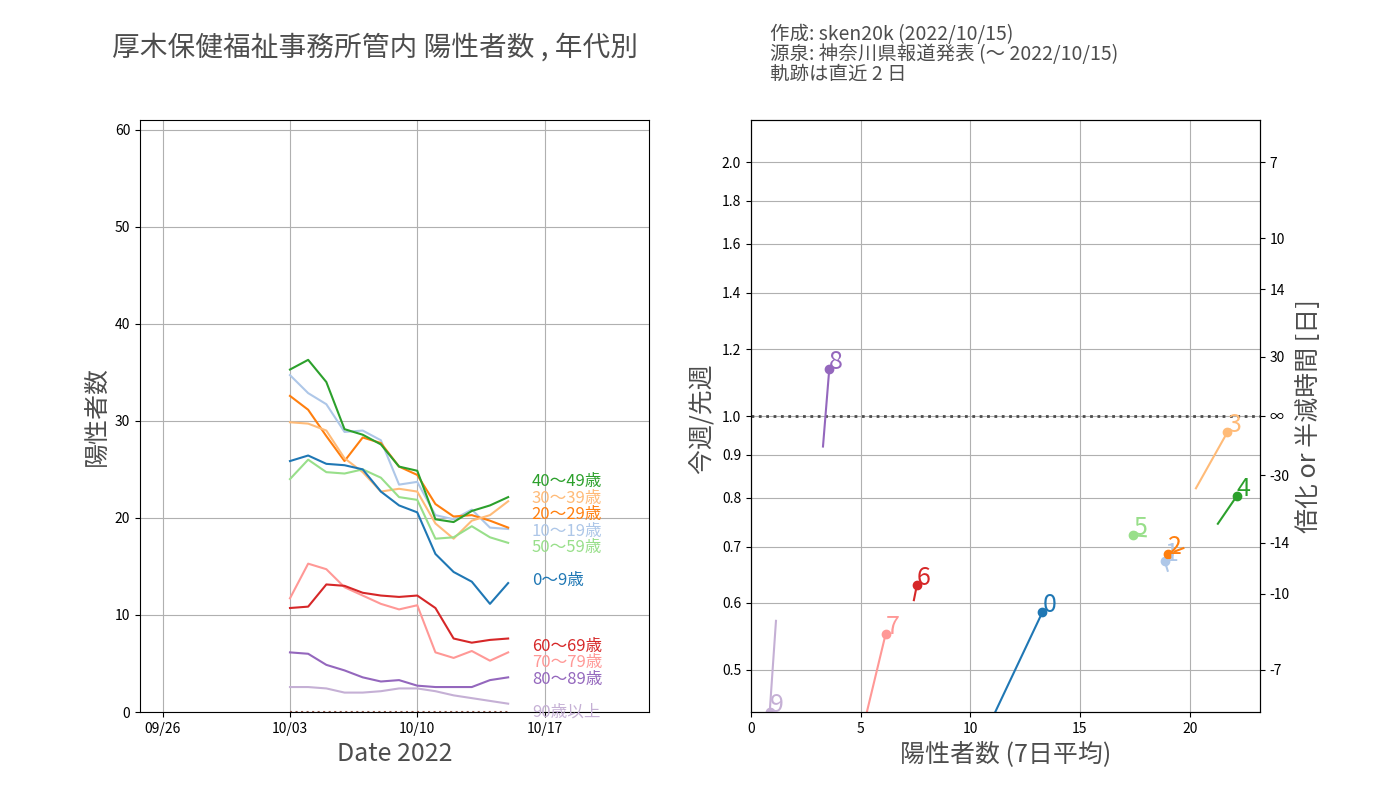 厚木保健福祉事務所管内 陽性者数 , 年代別
作成: sken20k (2022/10/15)
源泉: 神奈川県報道発表 (～ 2022/10/15)
軌跡は直近 2 日
陽性者数
60
50
40
30
20
10
0
09/26
10/03
10/10
10/17
Date 2022
40～49歳
30～39歳
20～29歳
10～19歳
50～59歳
0～9歳
60～69歳
70～79歳
80～89歳
90歳以上
今週/先週
2.0
1.8
1.6
1.4
1.2
1.0
0.9
0.8
0.7
0.6
0.5
8
3
4
5
2
1
6
0
7
9
0
5
10
15
20
陽性者数 (7日平均)
7
10
14
30
∞
-30
-14
-10
-7
倍化 or 半減時間 [日]